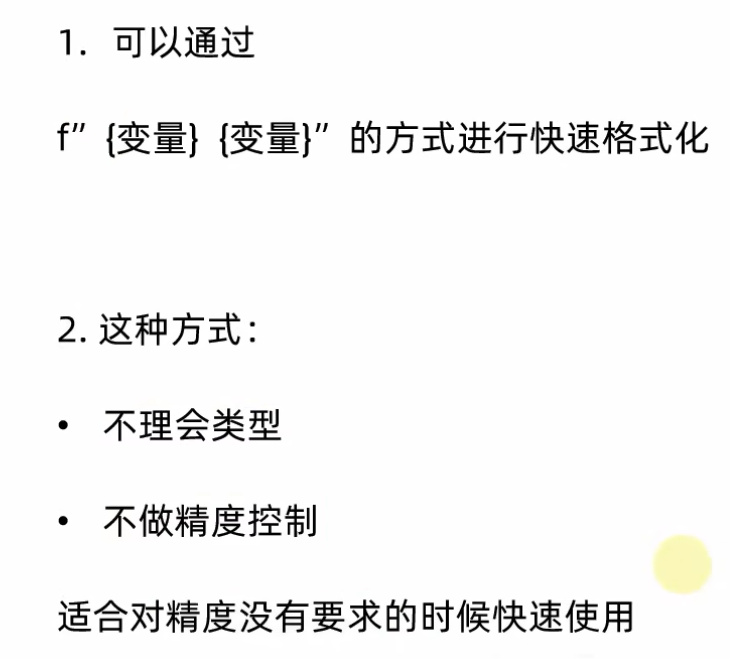 1. 可以通过
f” {变量} {变量}” 的方式进行快速格式化
2. 这种方式：
• 不理会类型
• 不做精度控制
适合对精度没有要求的时候快速使用